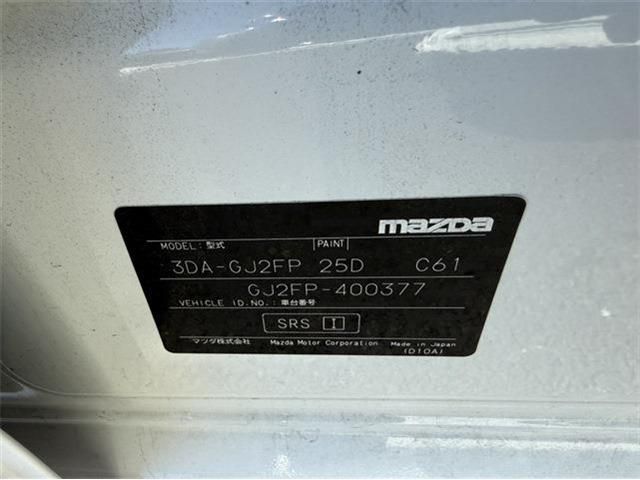 mazda
MODEL: 型式 PAINT
3DA-GJ2FP 25D C61
GJ2FP-400377
VEHICLE ID.NO.: 車台番号
SRS I
マツダ株式会社 Mazda Motor Corporation Made in Japan
(D10A)